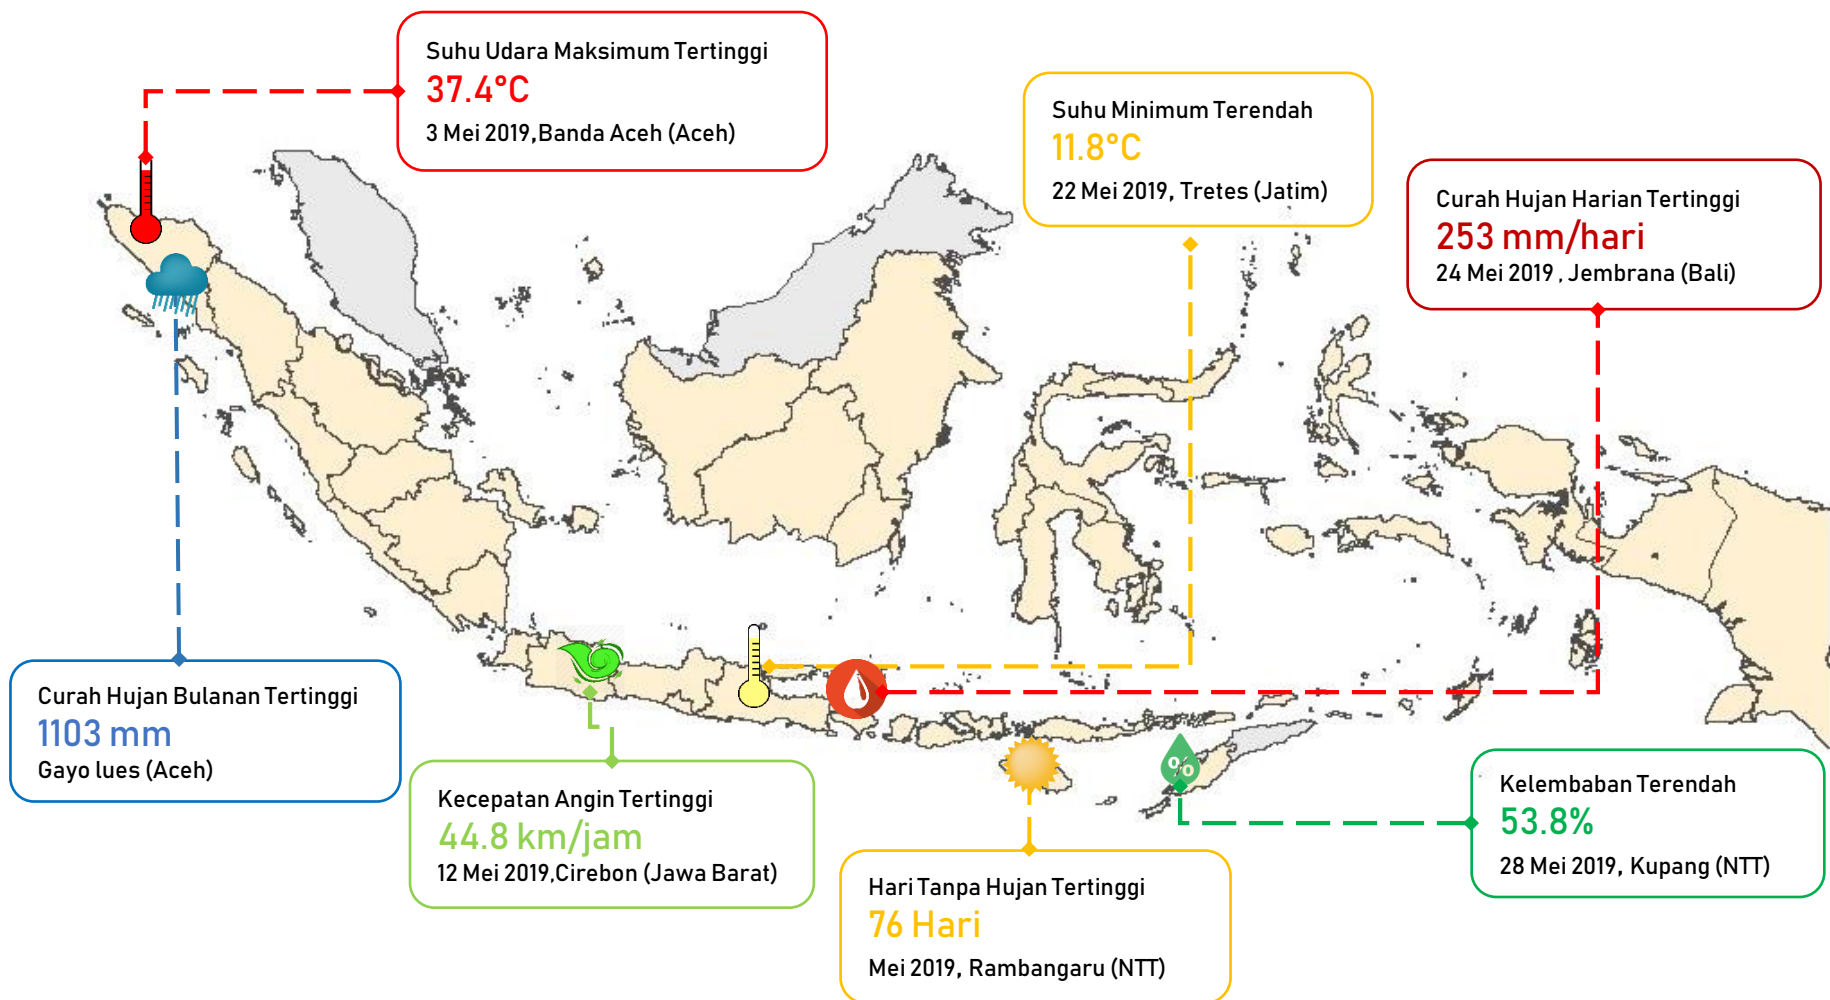 Suhu Udara Maksimum Tertinggi
37.4°C
3 Mei 2019,Banda Aceh (Aceh)
Suhu Minimum Terendah
11.8°C
22 Mei 2019, Tretes (Jatim)
Curah Hujan Harian Tertinggi
253 mm/hari
24 Mei 2019 , Jembrana (Bali)
Curah Hujan Bulanan Tertinggi
1103 mm
Gayo lues (Aceh)
Kecepatan Angin Tertinggi
44.8 km/jam
12 Mei 2019,Cirebon (Jawa Barat)
Hari Tanpa Hujan Tertinggi
76 Hari
Mei 2019, Rambangaru (NTT)
%
Kelembaban Terendah
53.8%
28 Mei 2019, Kupang (NTT)